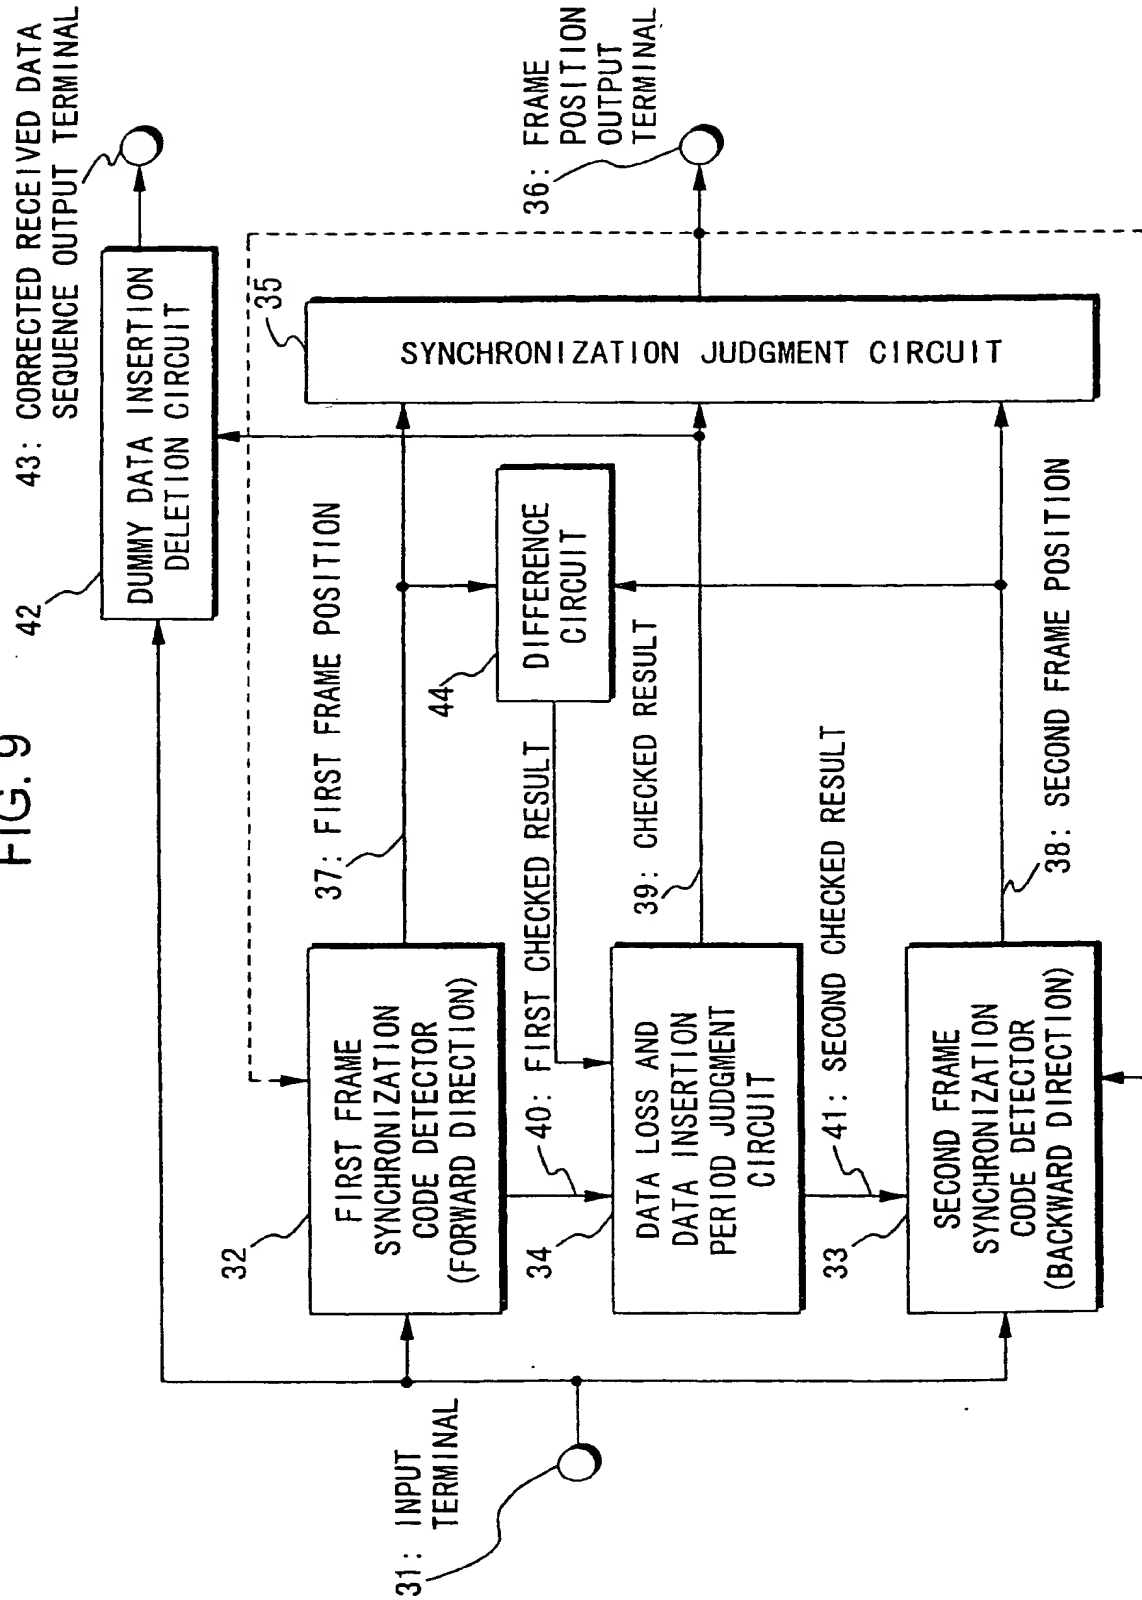 FIG. 9
42
43: CORRECTED RECEIVED DATA
SEQUENCE OUTPUT TERMINAL
DUMMY DATA INSERTION
DELETION CIRCUIT
32
FIRST FRAME
SYNCHRONIZATION
CODE DETECTOR
(FORWARD DIRECTION)
37: FIRST FRAME POSITION
35
SYNCHRONIZATION JUDGMENT CIRCUIT
36: FRAME
POSITION
OUTPUT
TERMINAL
44
DIFFERENCE
CIRCUIT
40: FIRST CHECKED RESULT
31: INPUT
TERMINAL
34
DATA LOSS AND
DATA INSERTION
PERIOD JUDGMENT
CIRCUIT
39: CHECKED RESULT
41: SECOND CHECKED RESULT
33
SECOND FRAME
SYNCHRONIZATION
CODE DETECTOR
(BACKWARD DIRECTION)
38: SECOND FRAME POSITION